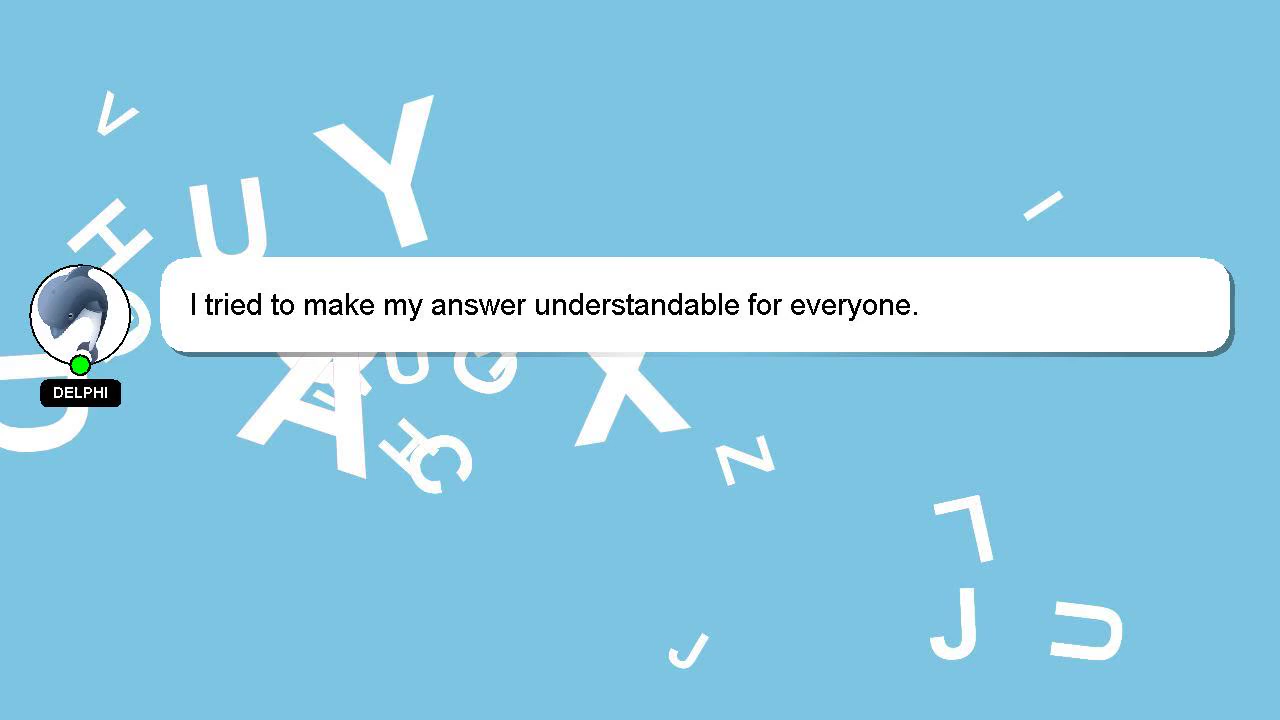 V
Y
H
U
I
I tried to make my answer understandable for everyone.
DELPHI
A
U
G
X
H
C
Z
L
J
U
J